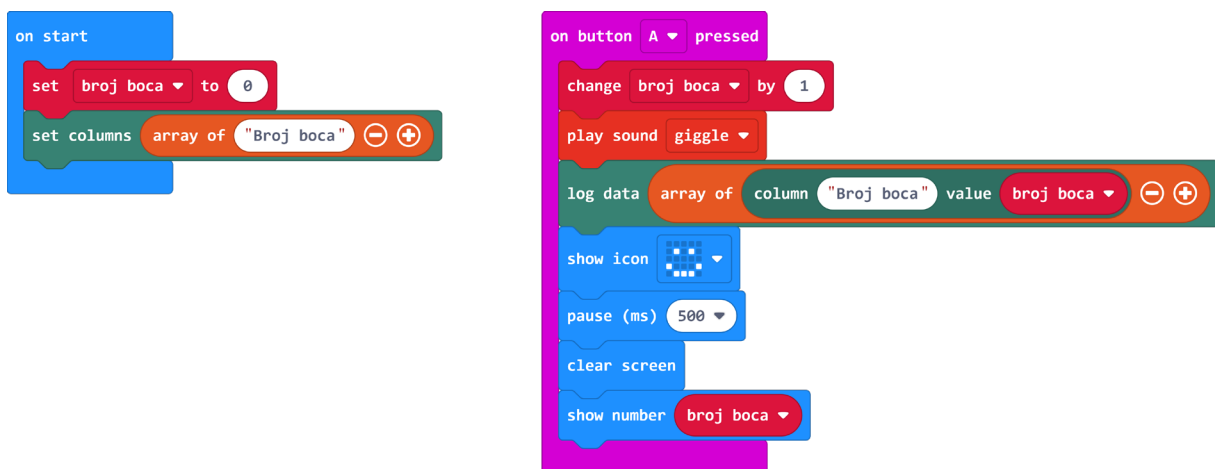 on start
set broj boca to 0
set columns array of "Broj boca"
on button A pressed
change broj boca by 1
play sound giggle
log data array of column "Broj boca" value broj boca
show icon
pause (ms) 500
clear screen
show number broj boca